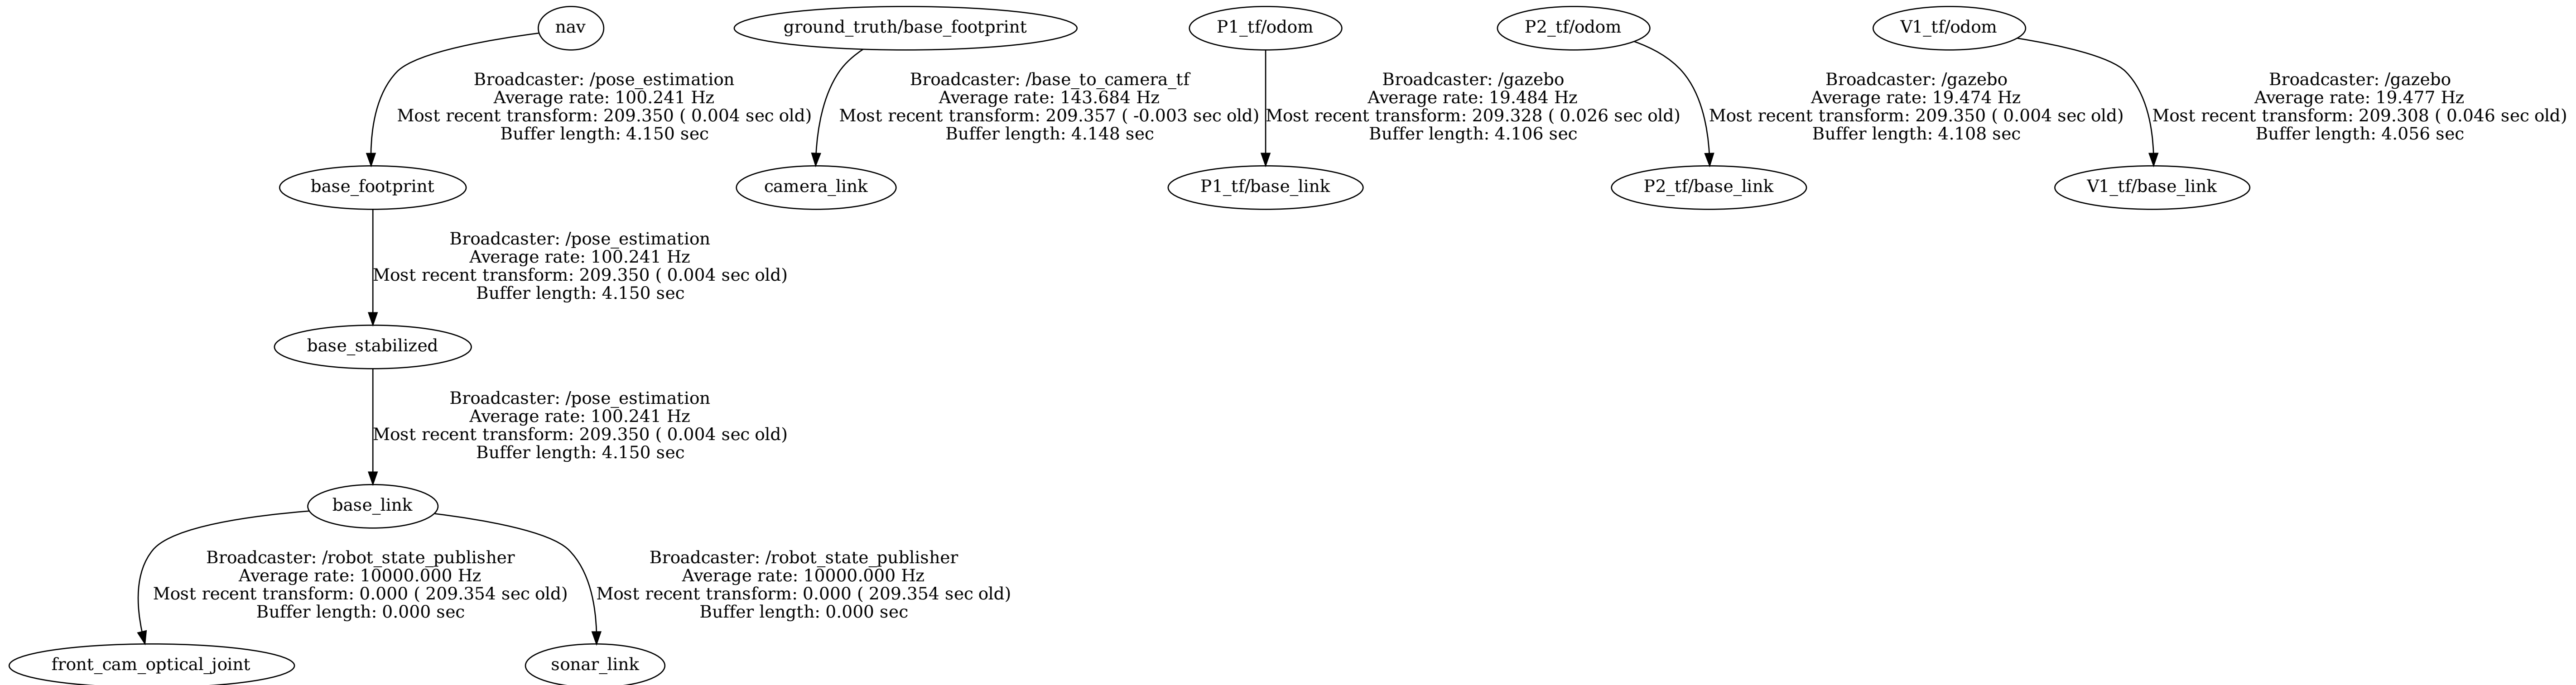 nav
ground_truth/base_footprint
P1_tf/odom
P2_tf/odom
V1_tf/odom
Broadcaster: /pose_estimation
Average rate: 100.241 Hz
Most recent transform: 209.350 ( 0.004 sec old)
Buffer length: 4.150 sec
Broadcaster: /base_to_camera_tf
Average rate: 143.684 Hz
Most recent transform: 209.357 ( -0.003 sec old)
Buffer length: 4.148 sec
Broadcaster: /gazebo
Average rate: 19.484 Hz
Most recent transform: 209.328 ( 0.026 sec old)
Buffer length: 4.106 sec
Broadcaster: /gazebo
Average rate: 19.474 Hz
Most recent transform: 209.350 ( 0.004 sec old)
Buffer length: 4.108 sec
Broadcaster: /gazebo
Average rate: 19.477 Hz
Most recent transform: 209.308 ( 0.046 sec old)
Buffer length: 4.056 sec
base_footprint
camera_link
P1_tf/base_link
P2_tf/base_link
V1_tf/base_link
Broadcaster: /pose_estimation
Average rate: 100.241 Hz
Most recent transform: 209.350 ( 0.004 sec old)
Buffer length: 4.150 sec
base_stabilized
Broadcaster: /pose_estimation
Average rate: 100.241 Hz
Most recent transform: 209.350 ( 0.004 sec old)
Buffer length: 4.150 sec
base_link
Broadcaster: /robot_state_publisher
Average rate: 10000.000 Hz
Most recent transform: 0.000 ( 209.354 sec old)
Buffer length: 0.000 sec
Broadcaster: /robot_state_publisher
Average rate: 10000.000 Hz
Most recent transform: 0.000 ( 209.354 sec old)
Buffer length: 0.000 sec
front_cam_optical_joint
sonar_link